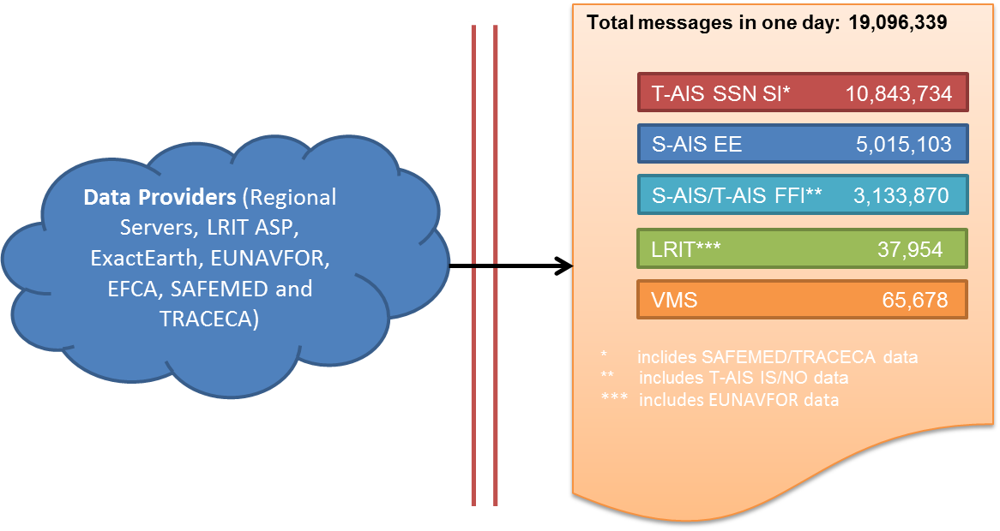 Total messages in one day: 19,096,339
T-AIS SSN SI* 10,843,734
S-AIS EE 5,015,103
S-AIS/T-AIS FFI** 3,133,870
LRIT*** 37,954
VMS 65,678
* inclides SAFEMED/TRACECA data
** includes T-AIS IS/NO data
*** includes EUNAVFOR data
Data Providers (Regional
Servers, LRIT ASP,
ExactEarth, EUNAVFOR,
EFCA, SAFEMED and
TRACECA)